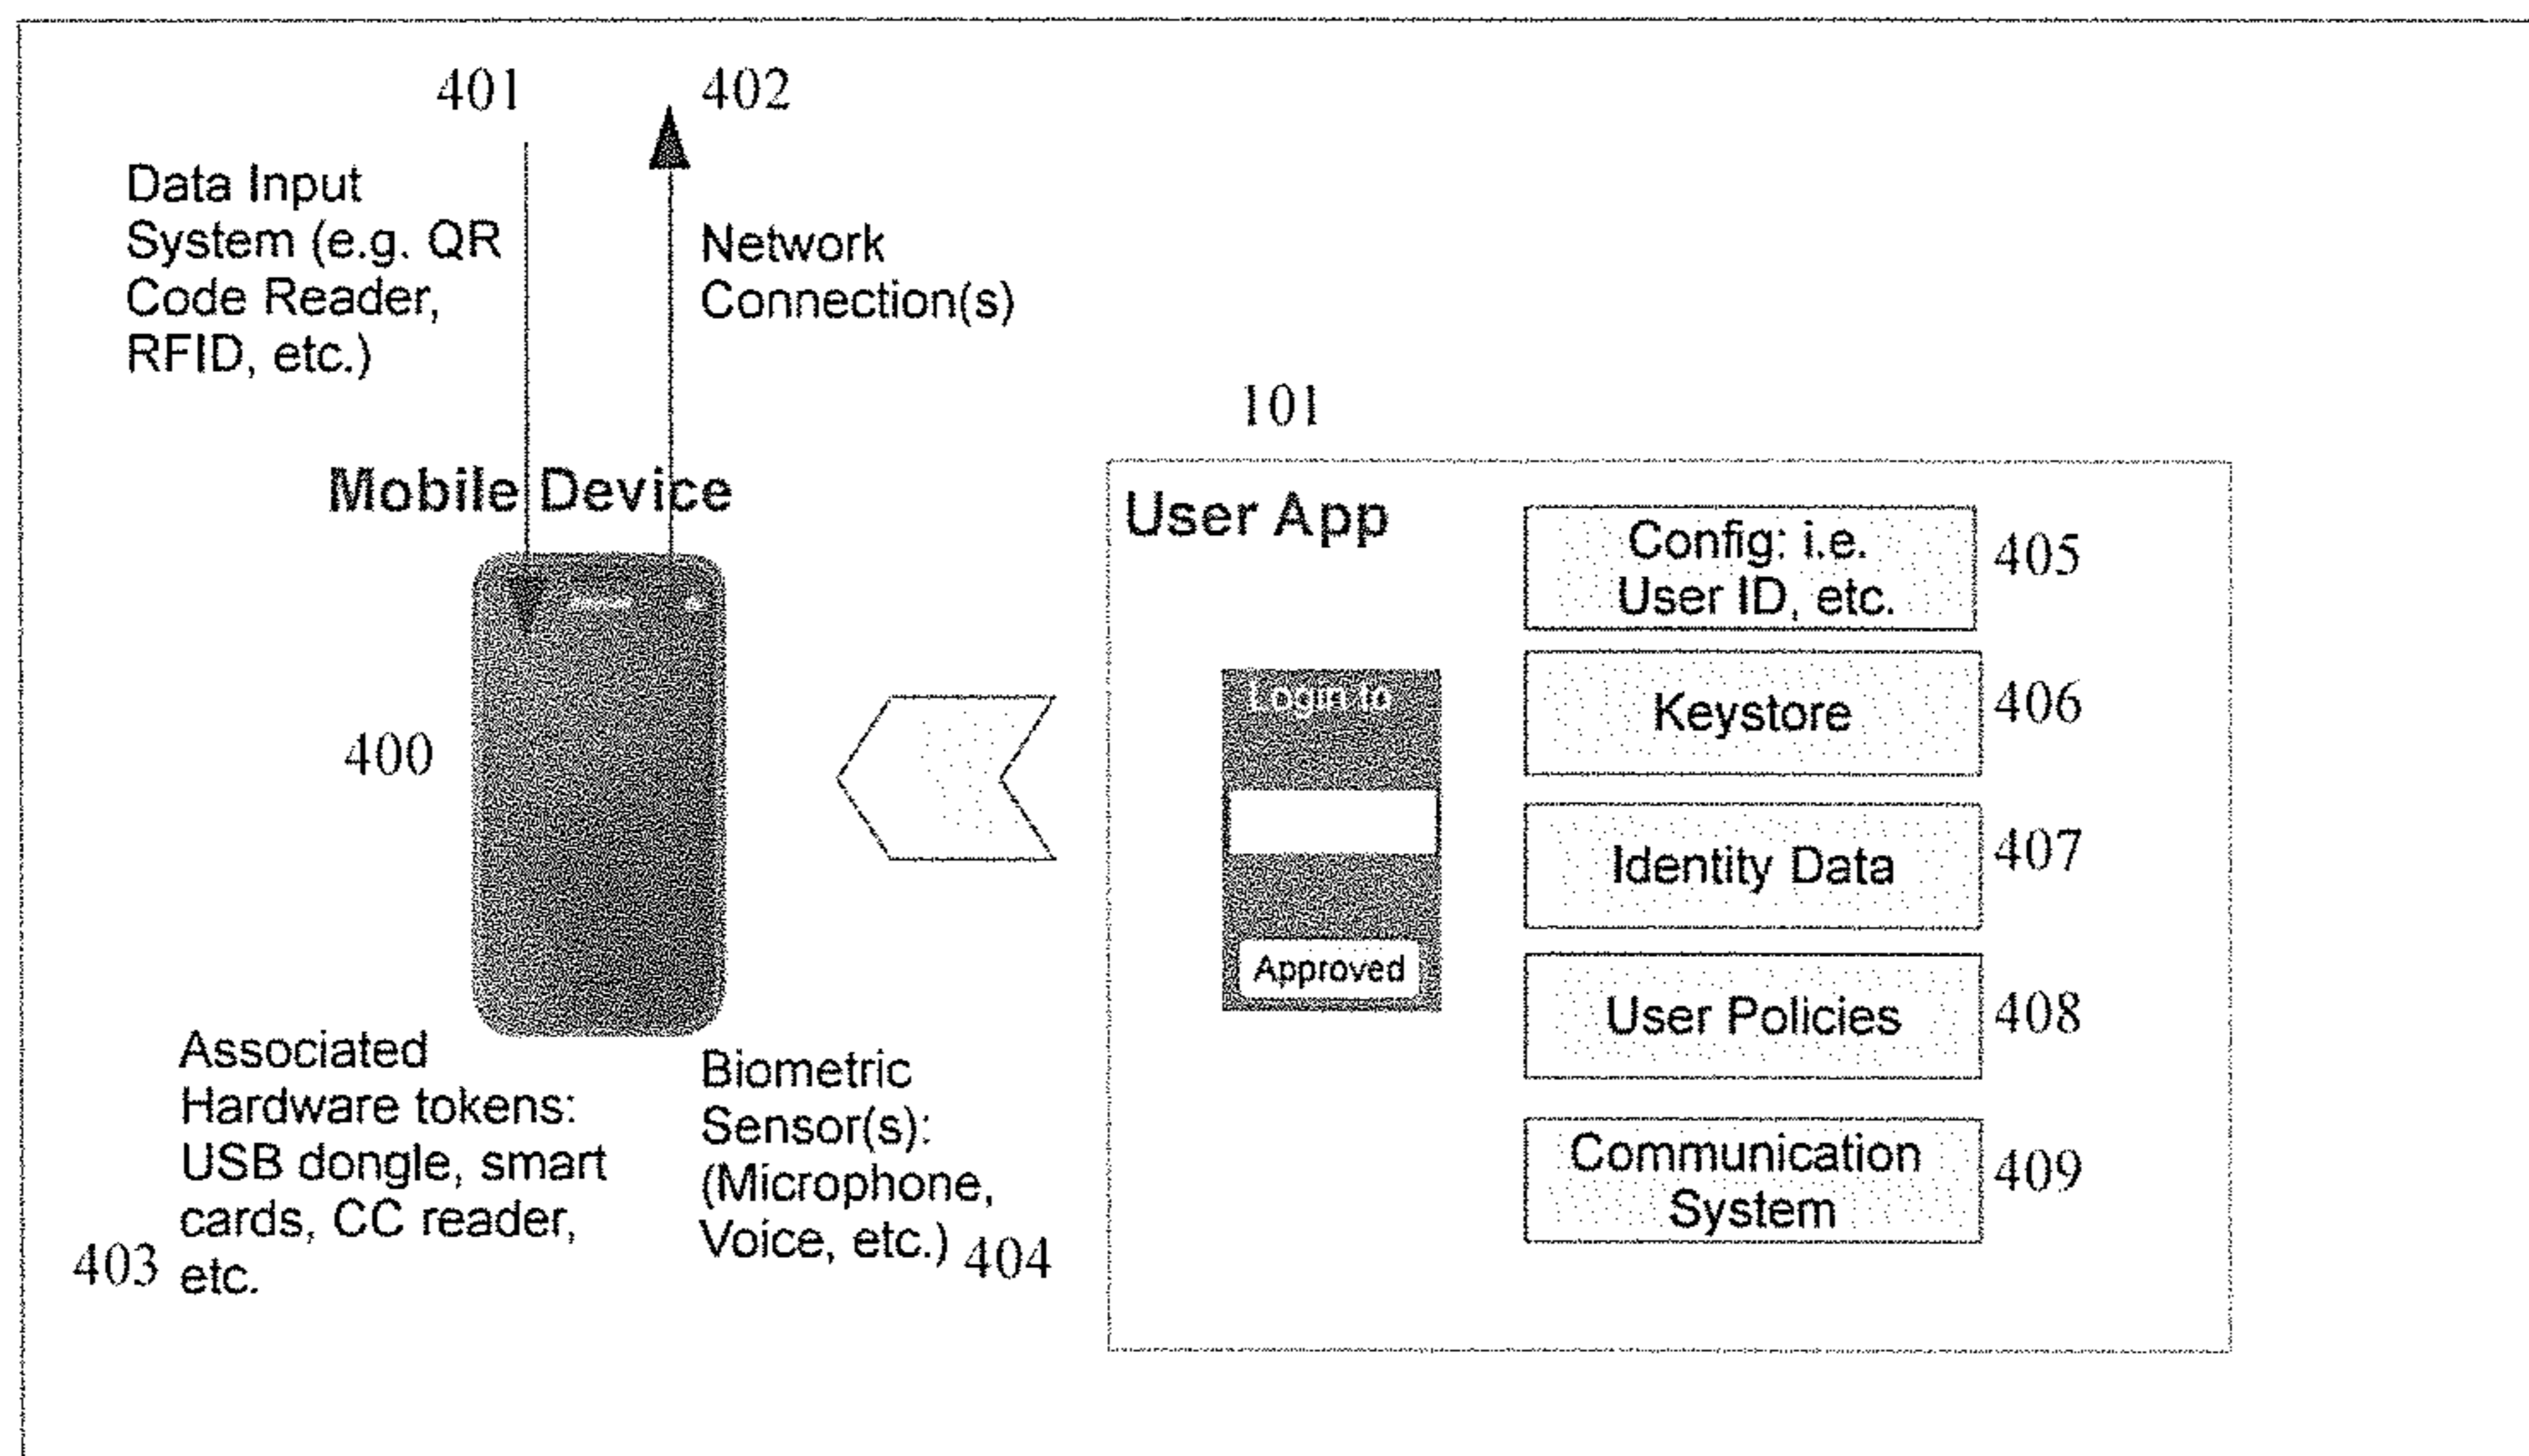 401
402
Data Input
System (e.g. QR
Code Reader,
RFID, etc.)
Network
Connection(s)
Mobile Device
400
Associated
Hardware tokens:
USB dongle, smart
cards, CC reader,
etc.
403
Biometric
Sensor(s):
(Microphone,
Voice, etc.)
404
101
User App
Login to
Approved
Config: i.e.
User ID, etc.
405
Keystore
406
Identity Data
407
User Policies
408
Communication
System
409